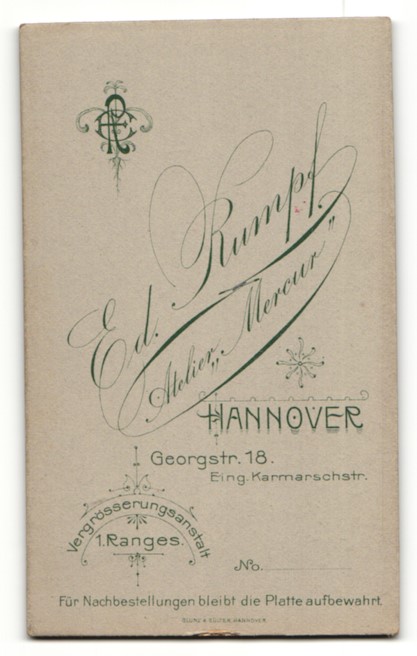 Ed. Rumpf.
Atelier „Mercur"
HANNOVER
Georgstr. 18.
Eing. Karmarschstr.
Vergrösserungsanstalt
1. Ranges.
No.
Für Nachbestellungen bleibt die Platte aufbewahrt.